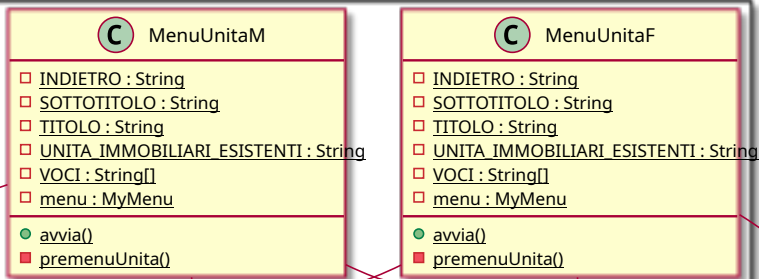 C MenuUnitaM
INDIETRO : String
SOTTOTITOLO : String
TITOLO : String
UNITA_IMMOBILIARI_ESISTENTI : String
VOCI : String[]
menu : MyMenu
avvia()
premenuUnita()
C MenuUnitaF
INDIETRO : String
SOTTOTITOLO : String
TITOLO : String
UNITA_IMMOBILIARI_ESISTENTI : String
VOCI : String[]
menu : MyMenu
avvia()
premenuUnita()